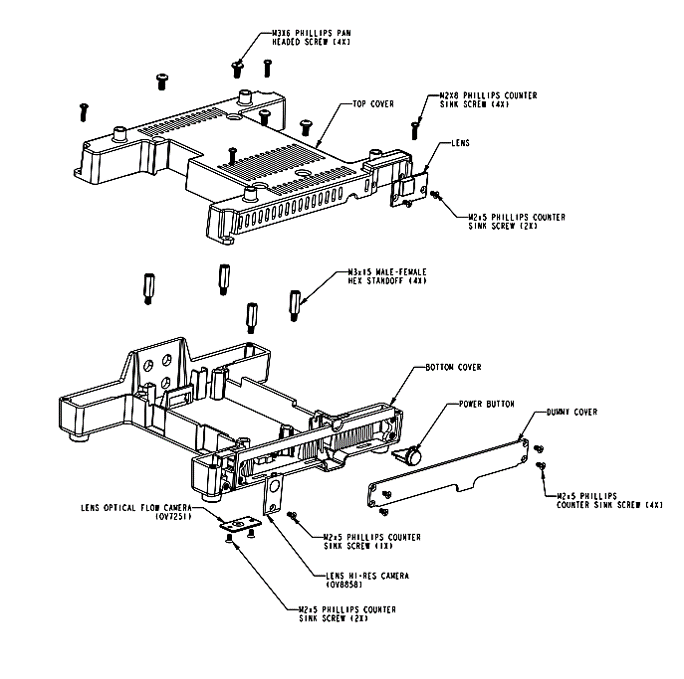 M3X6 PHILLIPS PAN
HEADED SCREW (4X)
M2X8 PHILLIPS COUNTER
SINK SCREW (4X)
TOP COVER
LENS
M2x5 PHILLIPS COUNTER
SINK SCREW (2X)
M3x15 MALE-FEMALE
HEX STANDOFF (4X)
BOTTOM COVER
POWER BUTTON
DUMMY COVER
M2x5 PHILLIPS
COUNTER SINK SCREW (4X)
LENS OPTICAL FLOW CAMERA
(OV7251)
M2x5 PHILLIPS COUNTER
SINK SCREW (1X)
LENS HI-RES CAMERA
(OV8858)
M2x5 PHILLIPS COUNTER
SINK SCREW (2X)